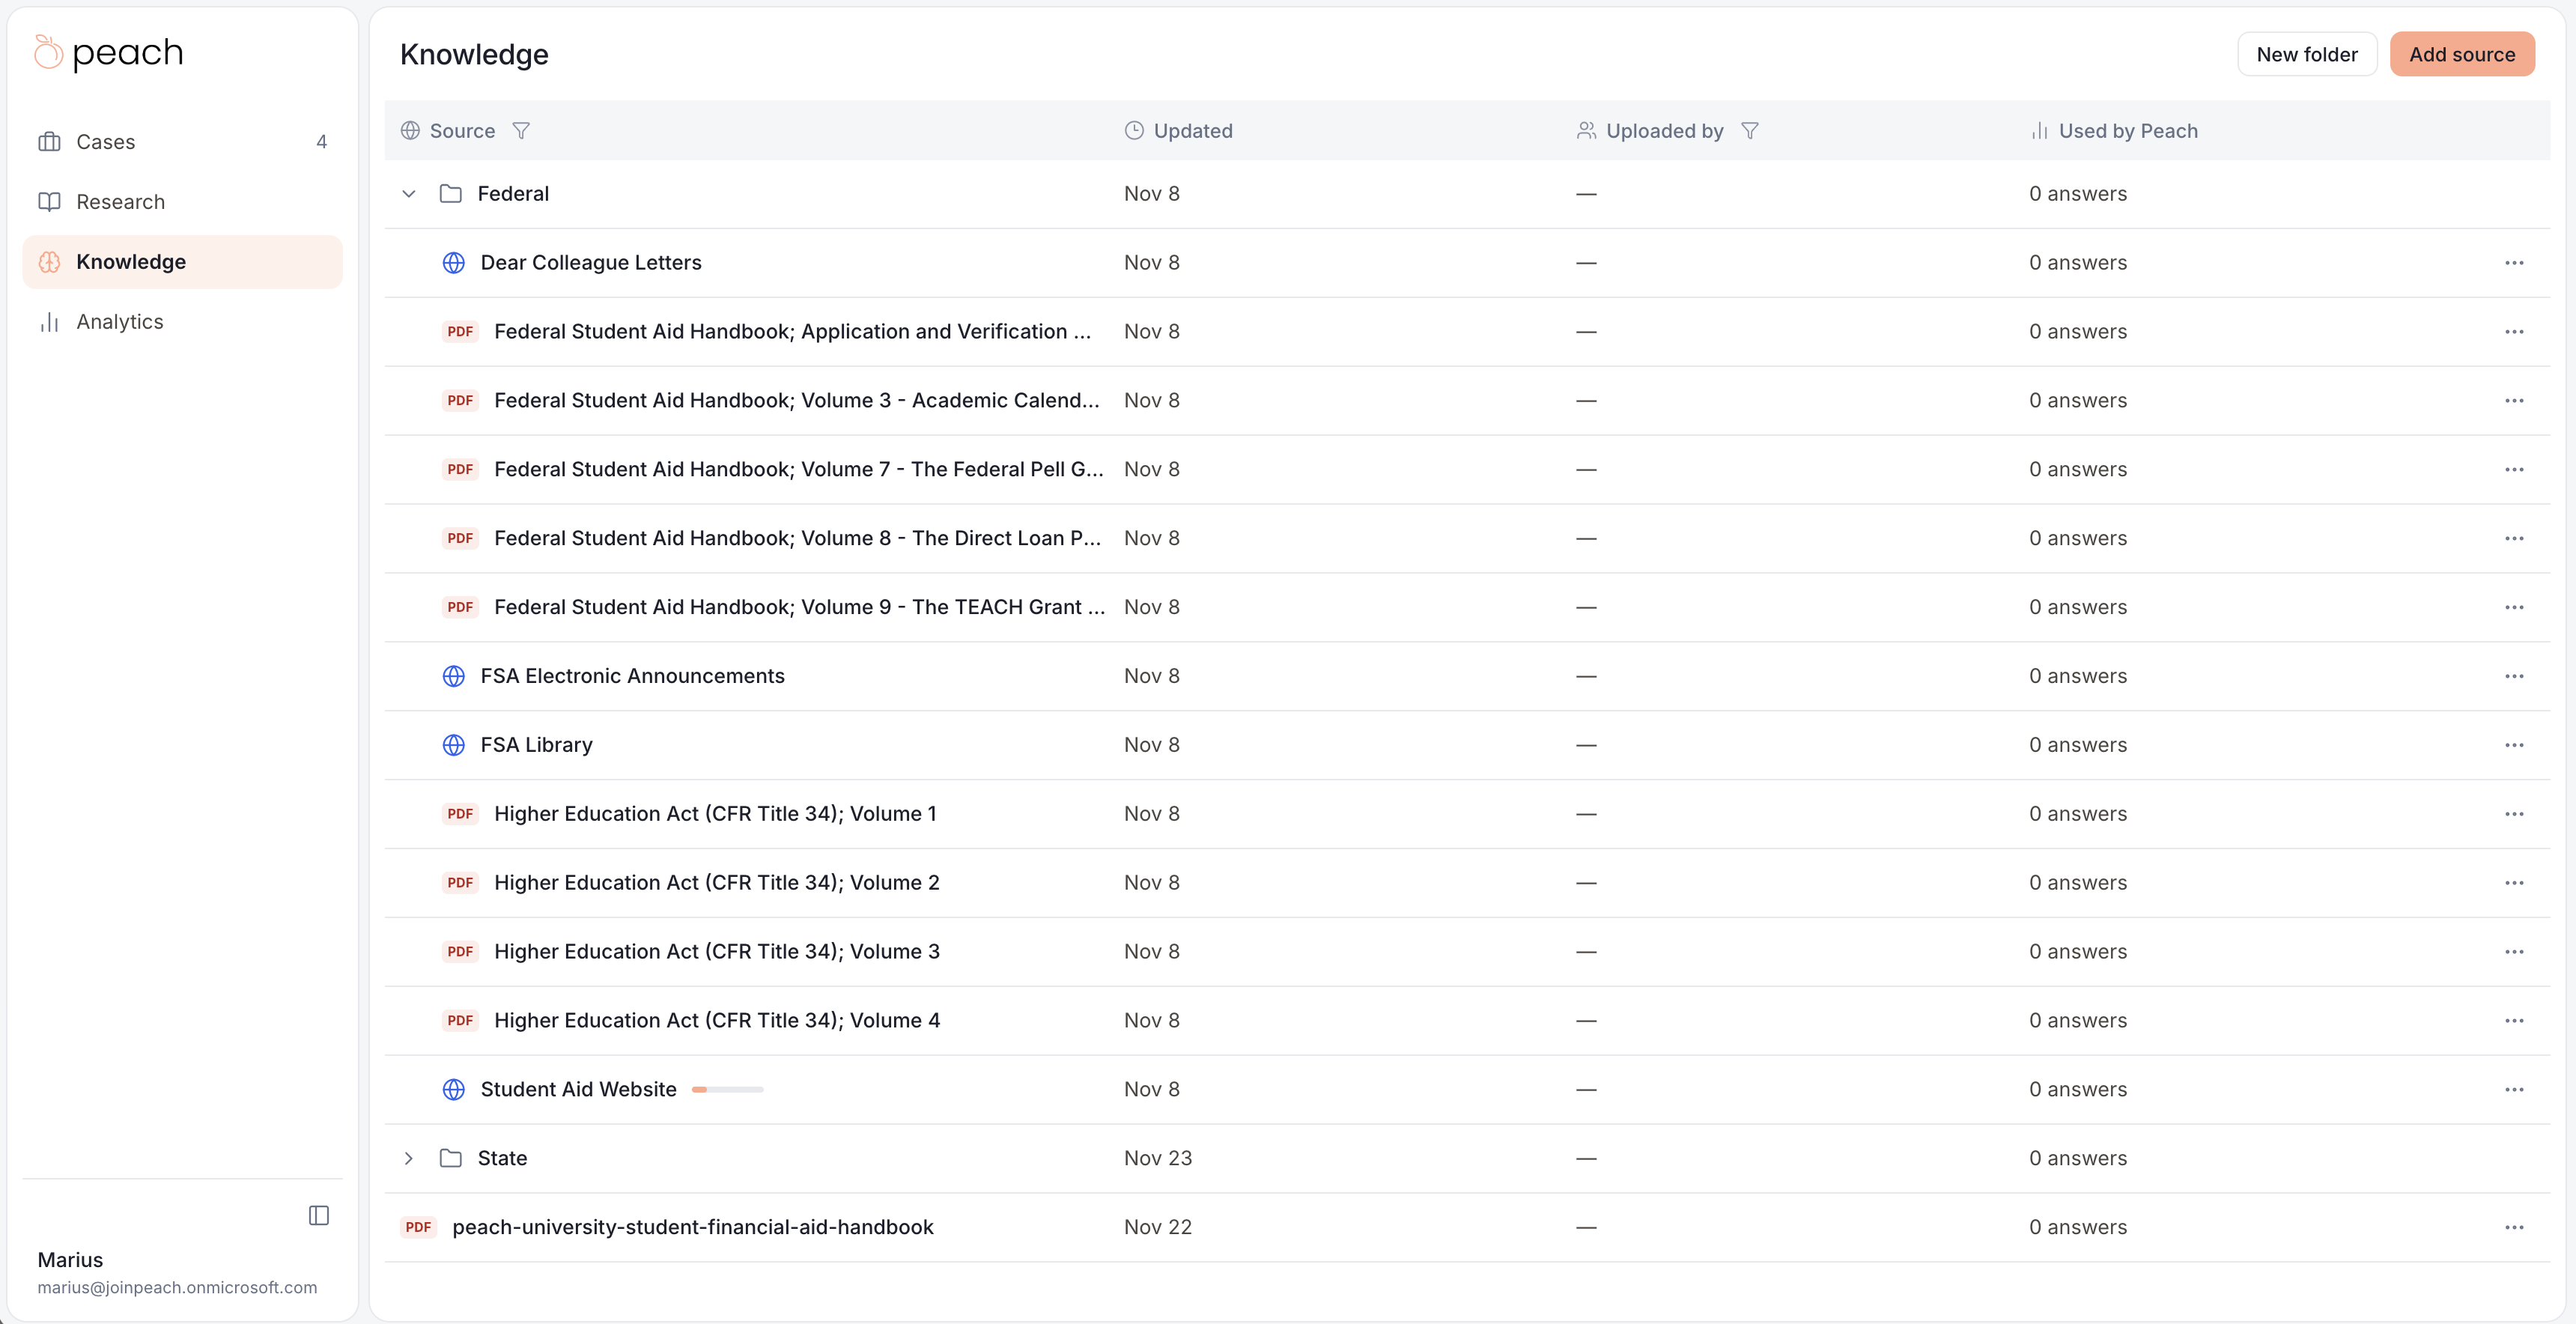 peach
Cases 4
Research
Knowledge
Analytics
Marius
marius@joinpeach.onmicrosoft.com
Knowledge
New folder
Add source
Source Updated Uploaded by Used by Peach
Federal Nov 8 — 0 answers
Dear Colleague Letters Nov 8 — 0 answers ...
PDF Federal Student Aid Handbook; Application and Verification ... Nov 8 — 0 answers ...
PDF Federal Student Aid Handbook; Volume 3 - Academic Calend... Nov 8 — 0 answers ...
PDF Federal Student Aid Handbook; Volume 7 - The Federal Pell G... Nov 8 — 0 answers ...
PDF Federal Student Aid Handbook; Volume 8 - The Direct Loan P... Nov 8 — 0 answers ...
PDF Federal Student Aid Handbook; Volume 9 - The TEACH Grant ... Nov 8 — 0 answers ...
FSA Electronic Announcements Nov 8 — 0 answers ...
FSA Library Nov 8 — 0 answers ...
PDF Higher Education Act (CFR Title 34); Volume 1 Nov 8 — 0 answers ...
PDF Higher Education Act (CFR Title 34); Volume 2 Nov 8 — 0 answers ...
PDF Higher Education Act (CFR Title 34); Volume 3 Nov 8 — 0 answers ...
PDF Higher Education Act (CFR Title 34); Volume 4 Nov 8 — 0 answers ...
Student Aid Website Nov 8 — 0 answers ...
State Nov 23 — 0 answers
PDF peach-university-student-financial-aid-handbook Nov 22 — 0 answers ...